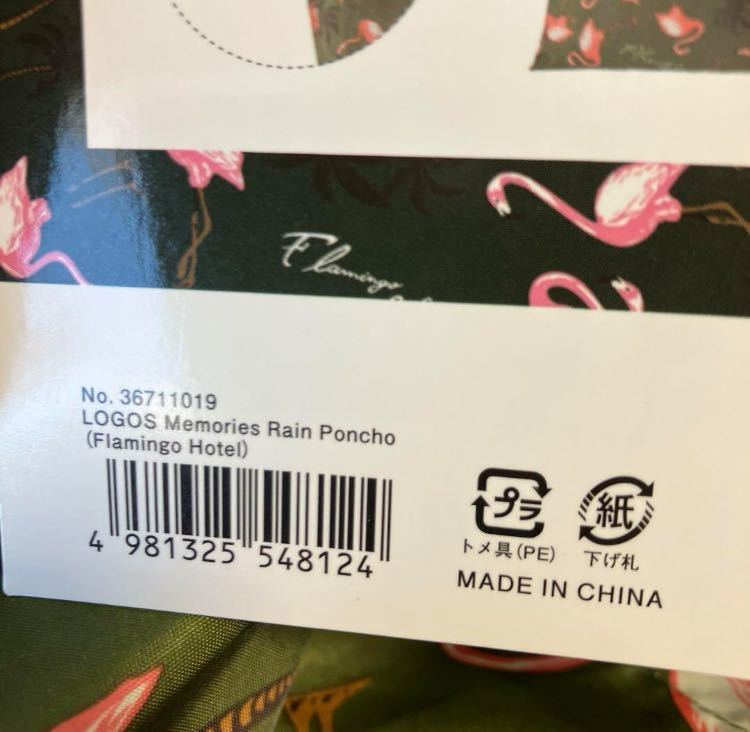 Flamingo
No. 36711019
LOGOS Memories Rain Poncho
(Flamingo Hotel)
4 981325 548124
プラ
トメ具(PE)
紙
下げ札
MADE IN CHINA